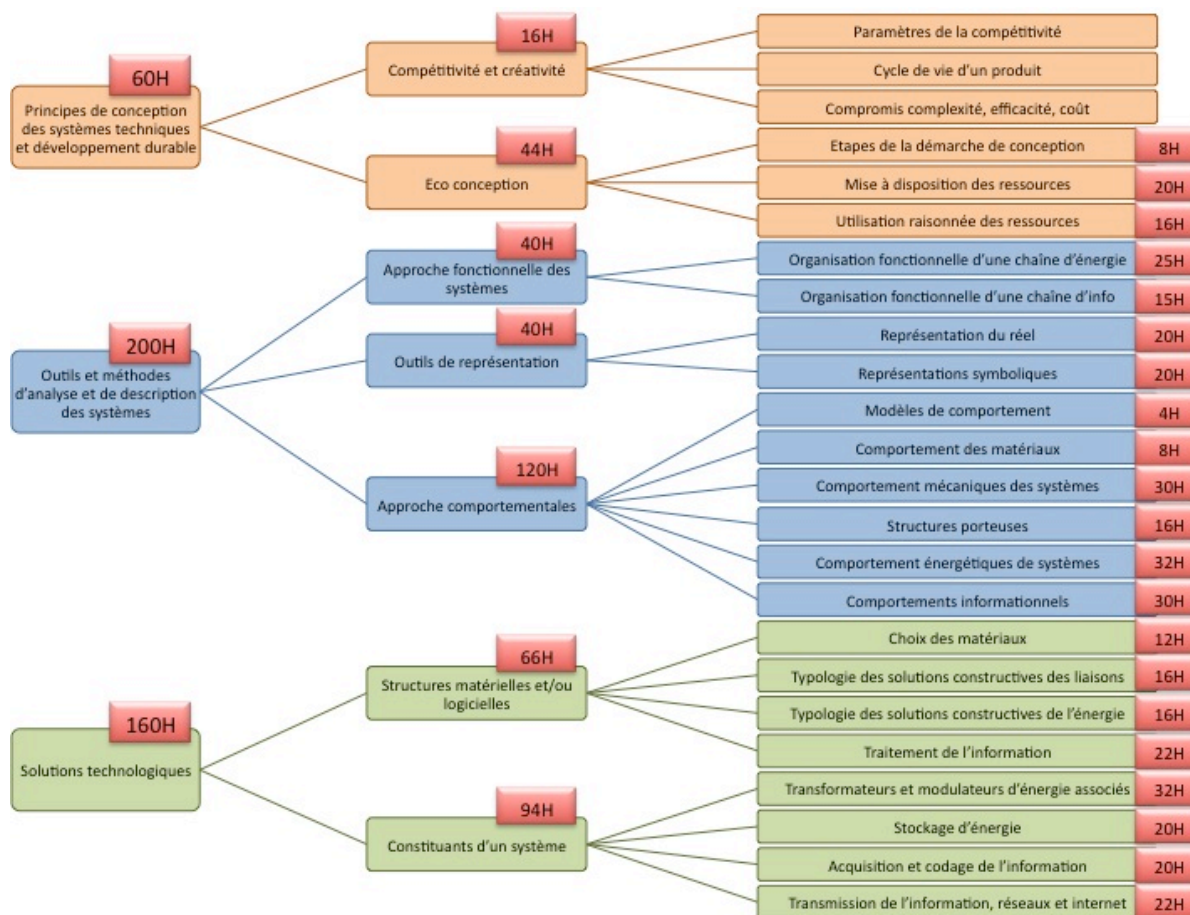 60H
Principes de conception
des systèmes techniques
et développement durable
16H
Compétitivité et créativité
Paramètres de la compétitivité
Cycle de vie d'un produit
Compromis complexité, efficacité, coût
44H
Eco conception
Etapes de la démarche de conception
8H
Mise à disposition des ressources
20H
Utilisation raisonnée des ressources
16H
200H
Outils et méthodes
d'analyse et de description
des systèmes
40H
Approche fonctionnelle des
systèmes
Organisation fonctionnelle d'une chaîne d'énergie
25H
Organisation fonctionnelle d'une chaîne d'info
15H
40H
Outils de représentation
Représentation du réel
20H
Représentations symboliques
20H
120H
Approche comportementales
Modèles de comportement
4H
Comportement des matériaux
8H
Comportement mécaniques des systèmes
30H
Structures porteuses
16H
Comportement énergétiques de systèmes
32H
Comportements informationnels
30H
160H
Solutions technologiques
66H
Structures matérielles et/ou
logicielles
Choix des matériaux
12H
Typologie des solutions constructives des liaisons
16H
Typologie des solutions constructives de l'énergie
16H
Traitement de l'information
22H
94H
Constituants d'un système
Transformateurs et modulateurs d'énergie associés
32H
Stockage d'énergie
20H
Acquisition et codage de l'information
20H
Transmission de l'information, réseaux et internet
22H